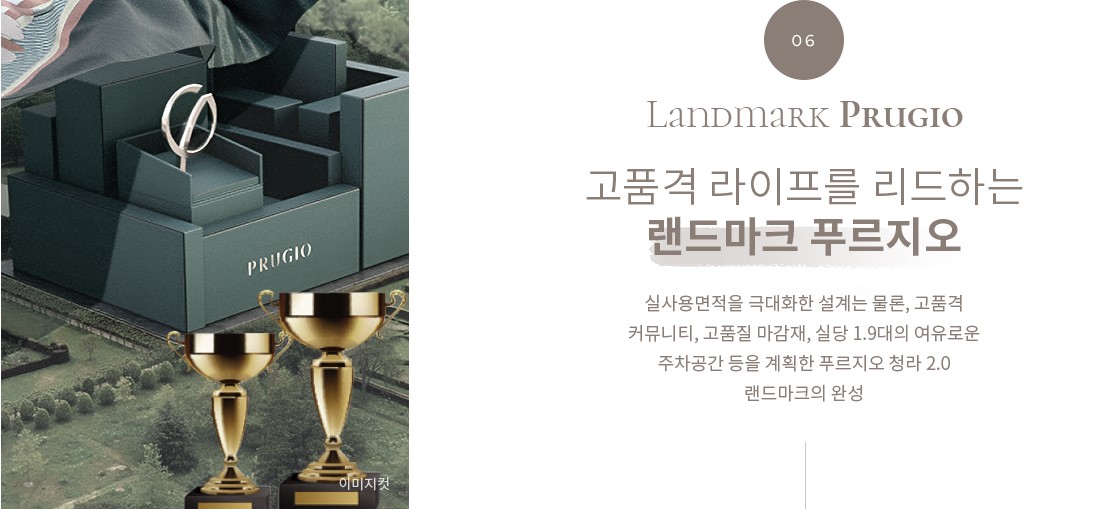 PRUGIO
이미지컷
06
Landmark Prugio
고품격 라이프를 리드하는
랜드마크 푸르지오
실사용면적을 극대화한 설계는 물론, 고품격
커뮤니티, 고품질 마감재, 실당 1.9대의 여유로운
주차공간 등을 계획한 푸르지오 청라 2.0
랜드마크의 완성